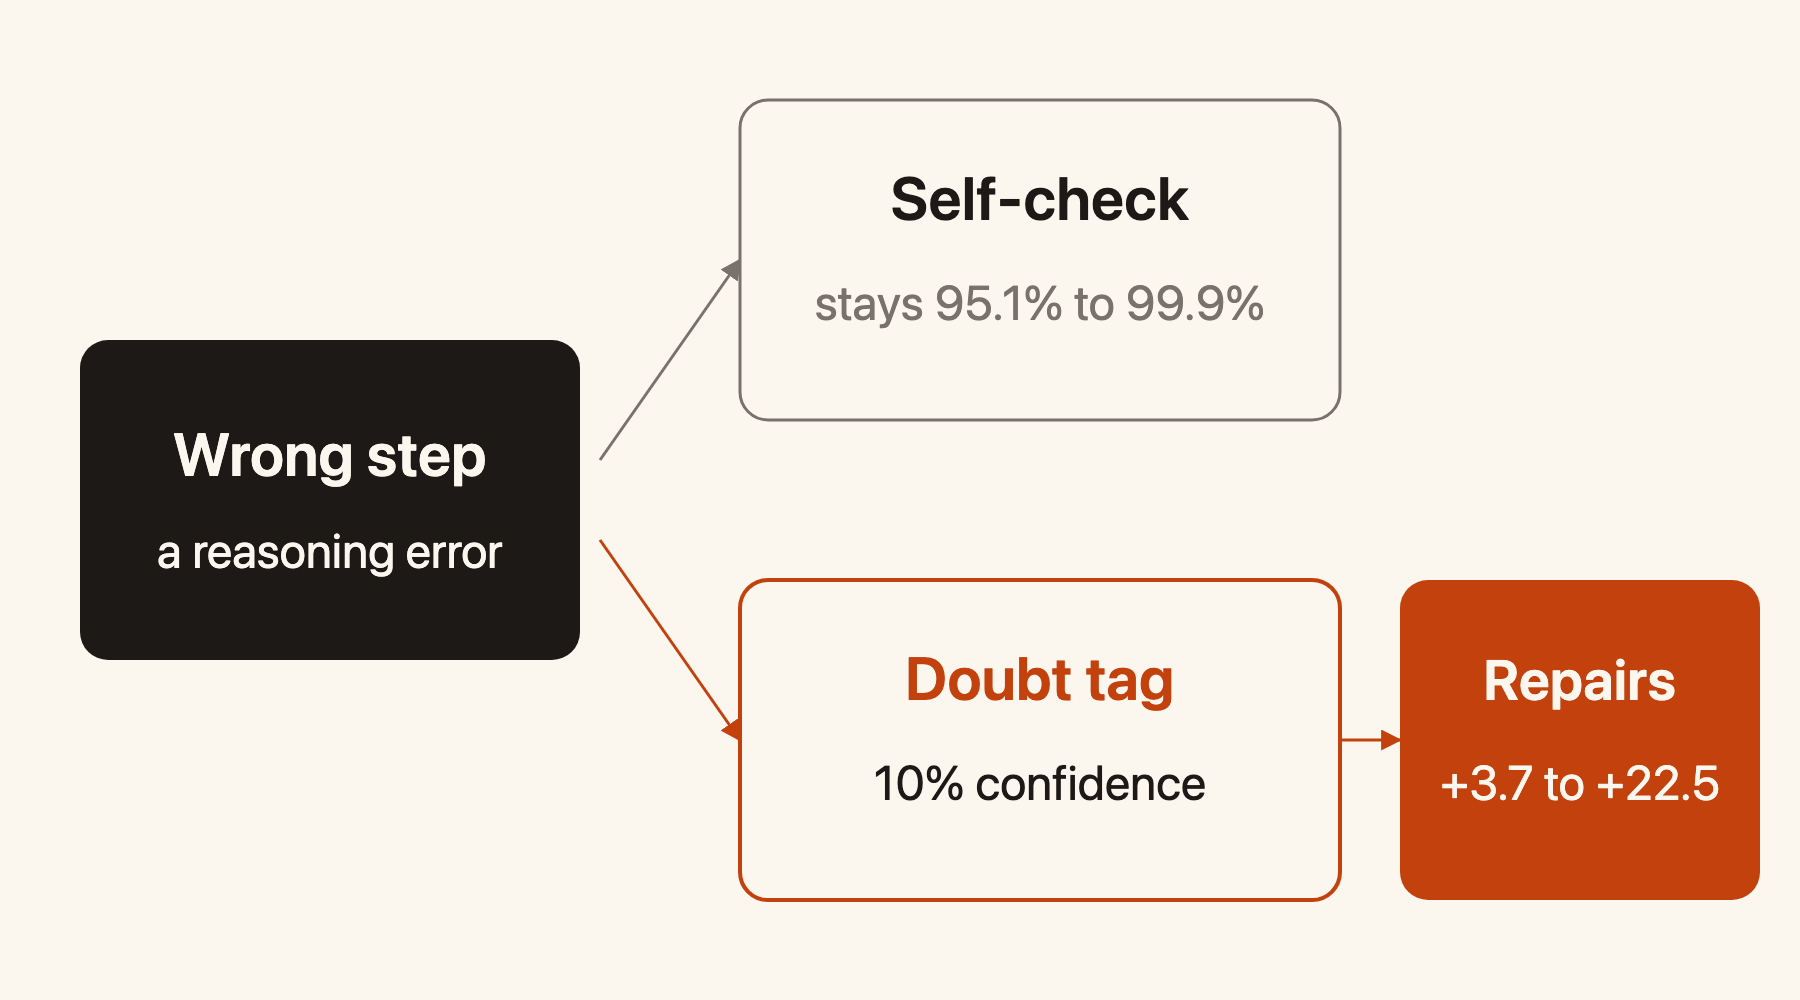 Wrong step
a reasoning error
Self-check
stays 95.1% to 99.9%
Doubt tag
10% confidence
Repairs
+3.7 to +22.5